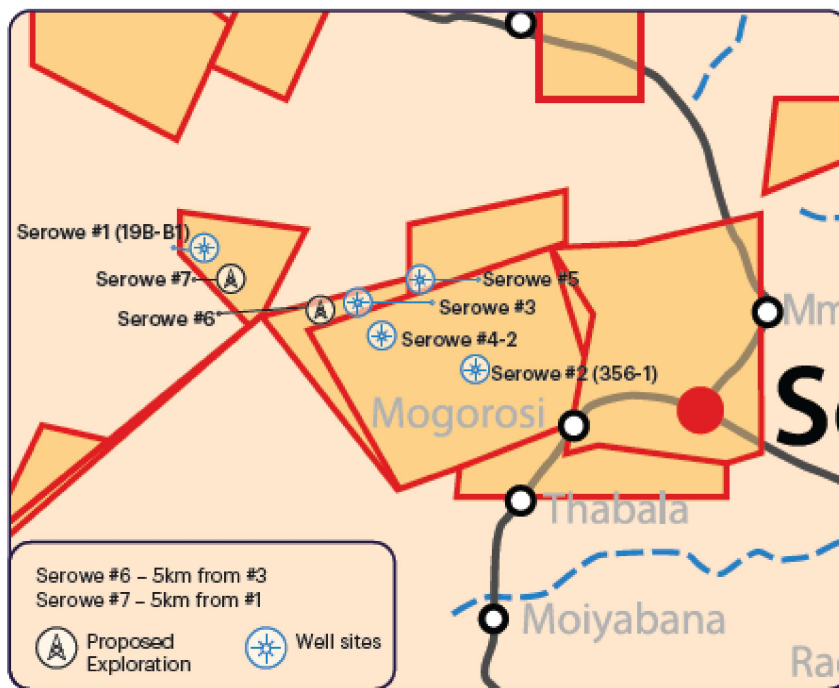 Serowe #1 (19B-B1)
Serowe #7
Serowe #6
Serowe #5
Serowe #3
Serowe #4-2
Serowe #2 (356-1)
Mogorosi
Thabala
Moiyabana
Serowe #6 – 5km from #3
Serowe #7 – 5km from #1
Proposed
Exploration
Well sites